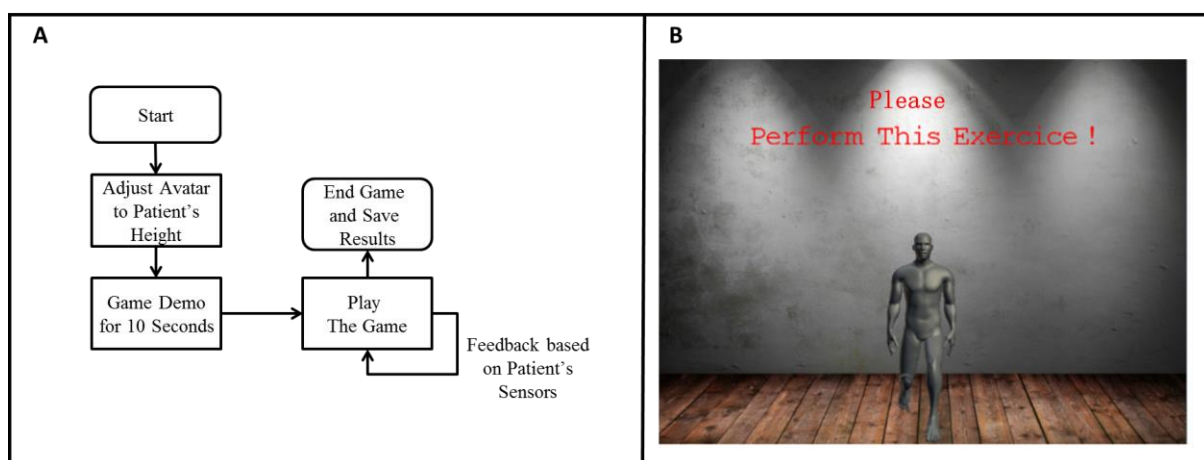 A
Start
Adjust Avatar
to Patient's
Height
Game Demo
for 10 Seconds
End Game
and Save
Results
Play
The Game
Feedback based
on Patient's
Sensors
B
Please
Perform This Exercice !